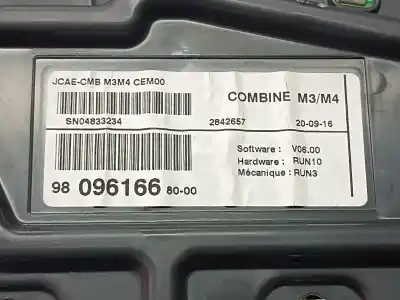 JCAE-CMB M3M4 CEM00
COMBINE M3/M4
SN04833234
2842657
20-09-16
Software : V06.00
Hardware : RUN10
Mécanique : RUN3
98 096166 80-00